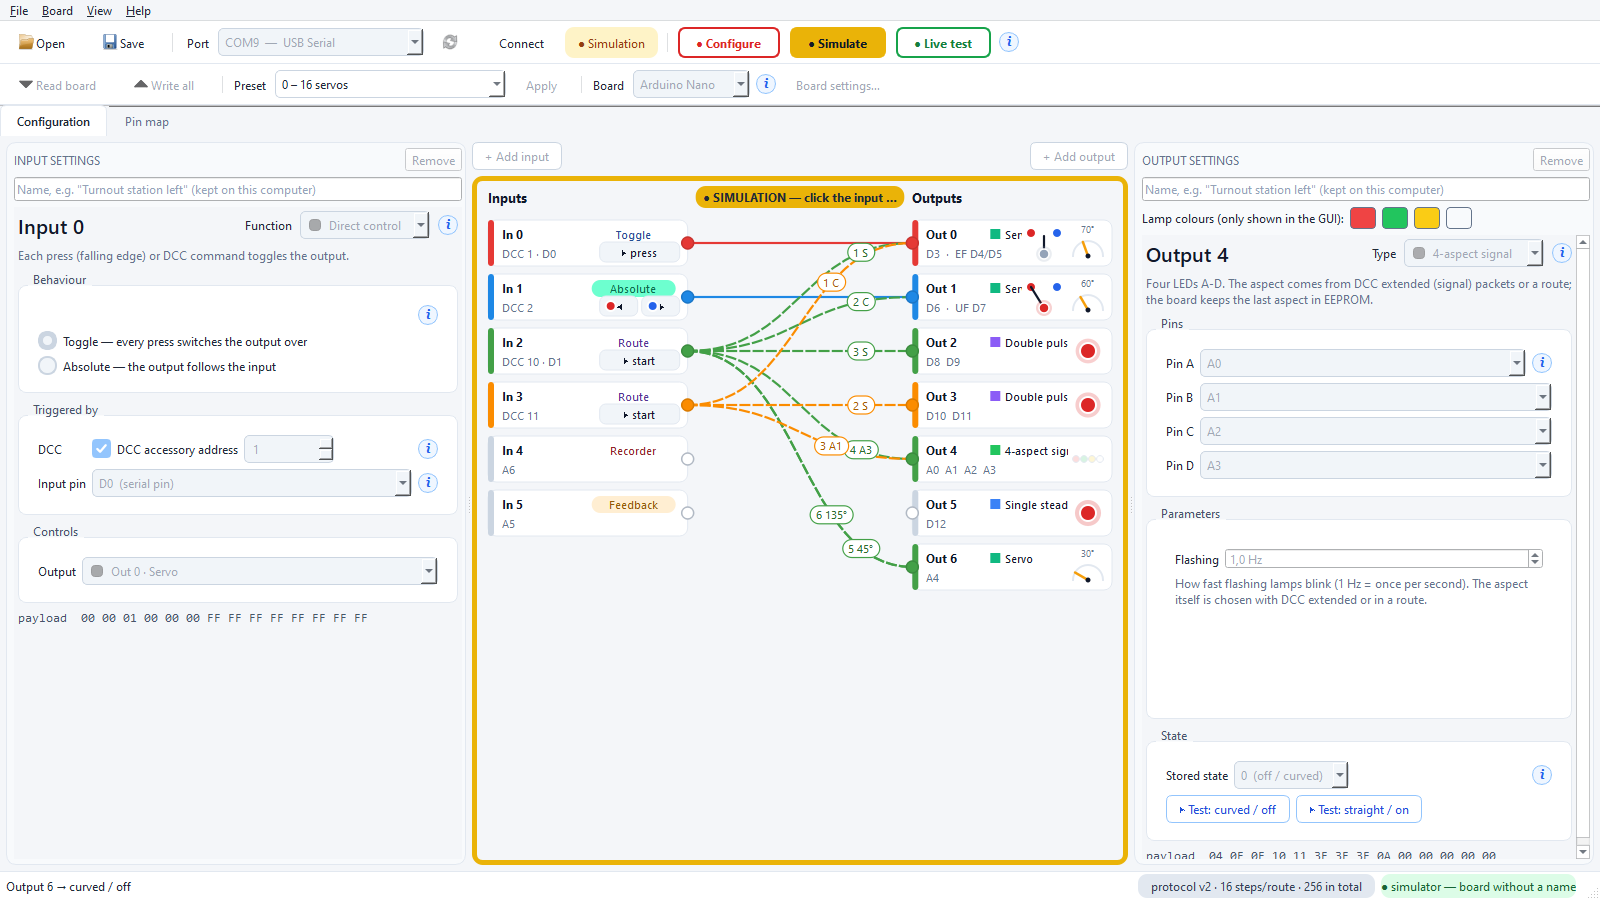 File Board View Help
Open Save Port COM9 — USB Serial Connect • Simulation • Configure • Simulate • Live test i
Read board Write all Preset 0 – 16 servos Apply Board Arduino Nano i Board settings...
Configuration Pin map
INPUT SETTINGS Remove
Name, e.g. "Turnout station left" (kept on this computer)
Input 0 Function Direct control i
Each press (falling edge) or DCC command toggles the output.
Behaviour
i
Toggle — every press switches the output over
Absolute — the output follows the input
Triggered by
DCC DCC accessory address 1 i
Input pin D0 (serial pin) i
Controls
Output Out 0 · Servo
payload 00 00 01 00 00 00 FF FF FF FF FF FF FF FF
+ Add input + Add output
Inputs • SIMULATION — click the input ... Outputs
In 0 Toggle
DCC 1 · D0 press
In 1 Absolute
DCC 2
In 2 Route
DCC 10 · D1 start
In 3 Route
DCC 11 start
In 4 Recorder
A6
In 5 Feedback
A5
1 S
1 C
2 C
3 S
2 S
3 A1 4 A3
6 135°
5 45°
Out 0 Ser 70°
D3 · EF D4/D5
Out 1 Ser 60°
D6 · UF D7
Out 2 Double puls
D8 D9
Out 3 Double puls
D10 D11
Out 4 4-aspect sig
A0 A1 A2 A3
Out 5 Single stead
D12
Out 6 Servo 30°
A4
OUTPUT SETTINGS Remove
Name, e.g. "Turnout station left" (kept on this computer)
Lamp colours (only shown in the GUI):
Output 4 Type 4-aspect signal i
Four LEDs A-D. The aspect comes from DCC extended (signal) packets or a route;
the board keeps the last aspect in EEPROM.
Pins
Pin A A0 i
Pin B A1
Pin C A2
Pin D A3
Parameters
Flashing 1,0 Hz
How fast flashing lamps blink (1 Hz = once per second). The aspect
itself is chosen with DCC extended or in a route.
State
Stored state 0 (off / curved) i
Test: curved / off Test: straight / on
payload 04 0E 0F 10 11 3F 3F 3F 0A 00 00 00 00 00
Output 6 → curved / off protocol v2 · 16 steps/route · 256 in total • simulator — board without a name